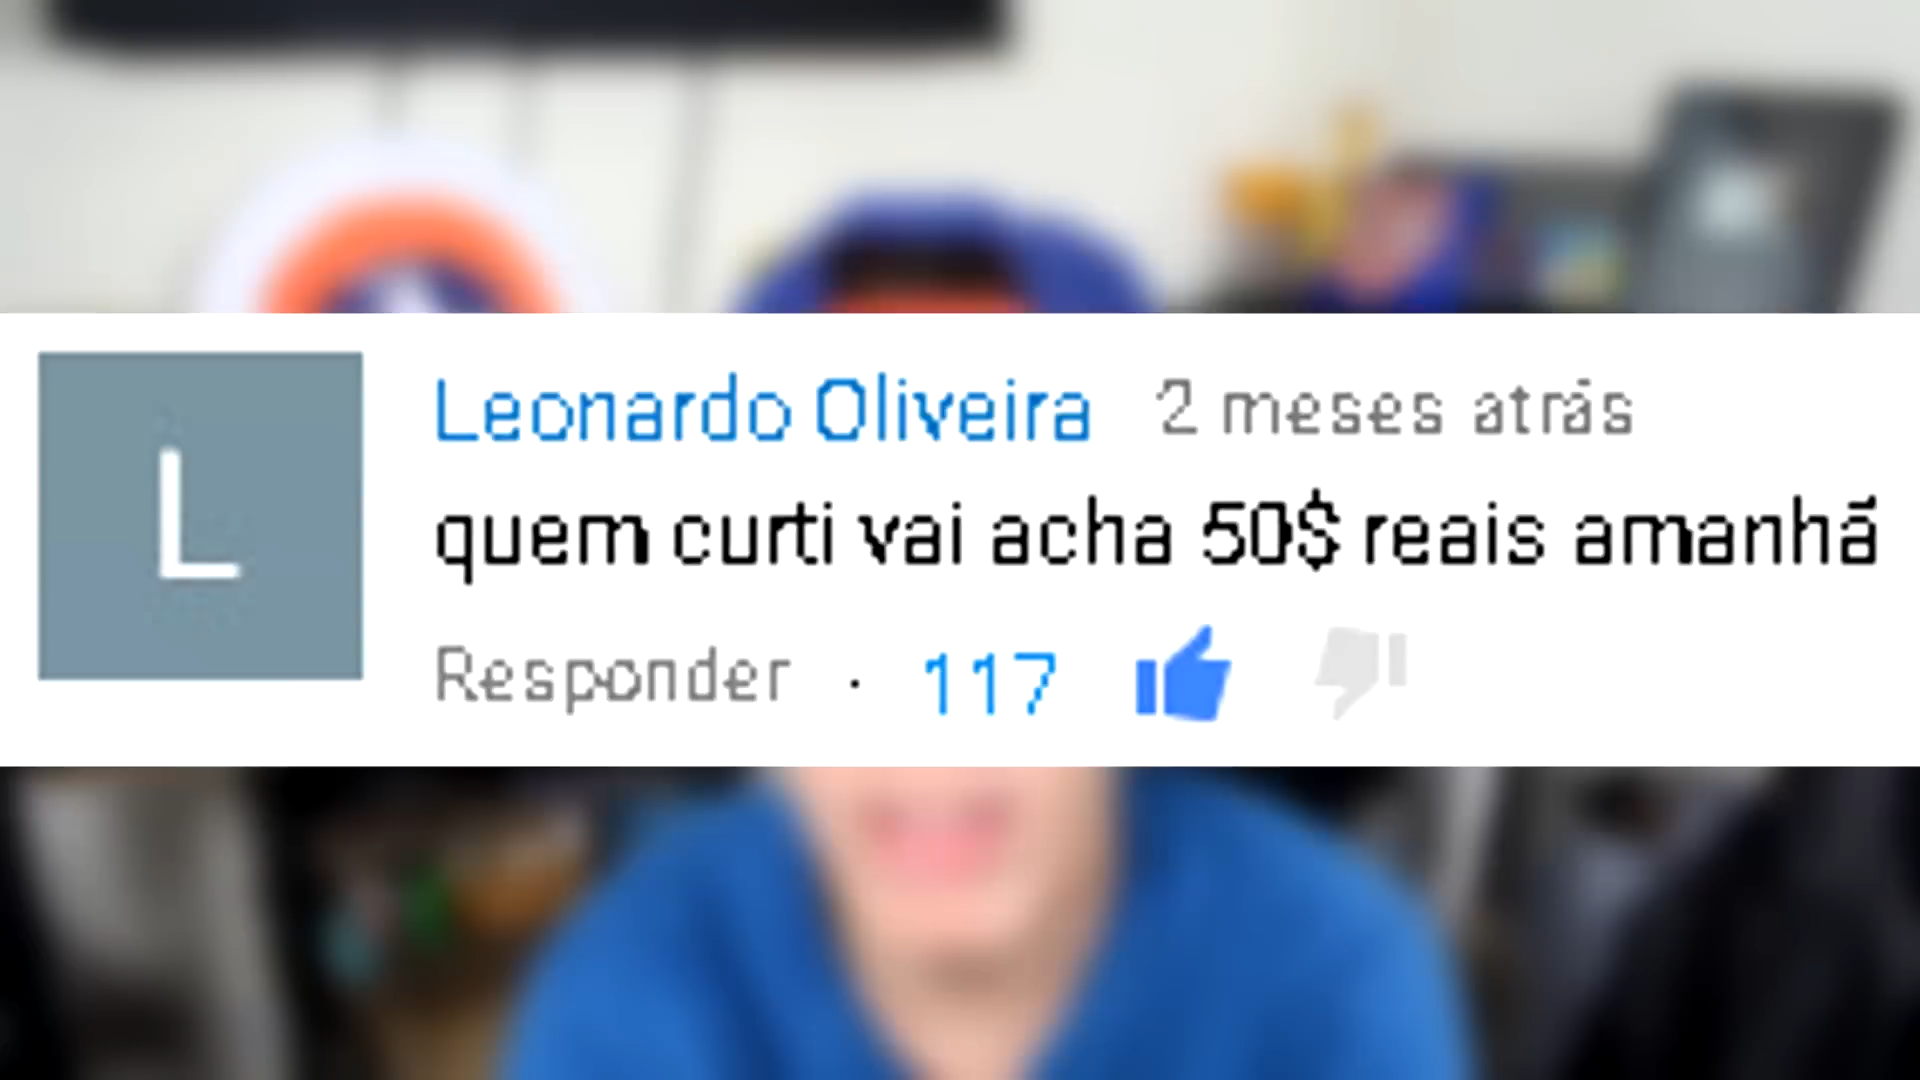 L
Leonardo Oliveira 2 meses atrás
quem curti vai acha 50$ reais amanhã
Responder · 117